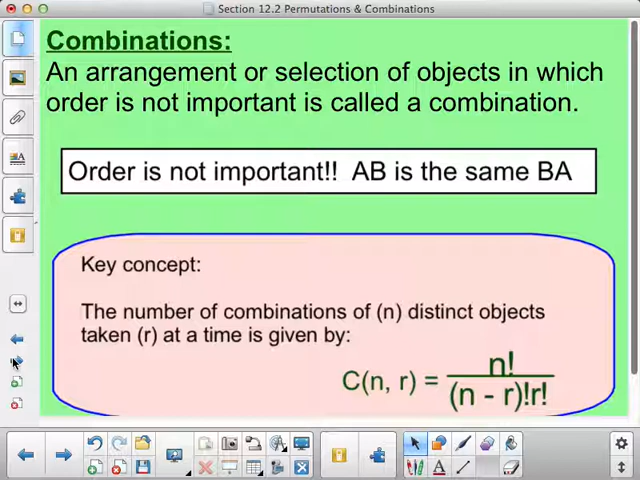 Section 12.2 Permutations & Combinations
Combinations:
An arrangement or selection of objects in which
order is not important is called a combination.
Order is not important!! AB is the same BA
Key concept:
The number of combinations of (n) distinct objects
taken (r) at a time is given by:
C(n, r) = n!
(n - r)!r!